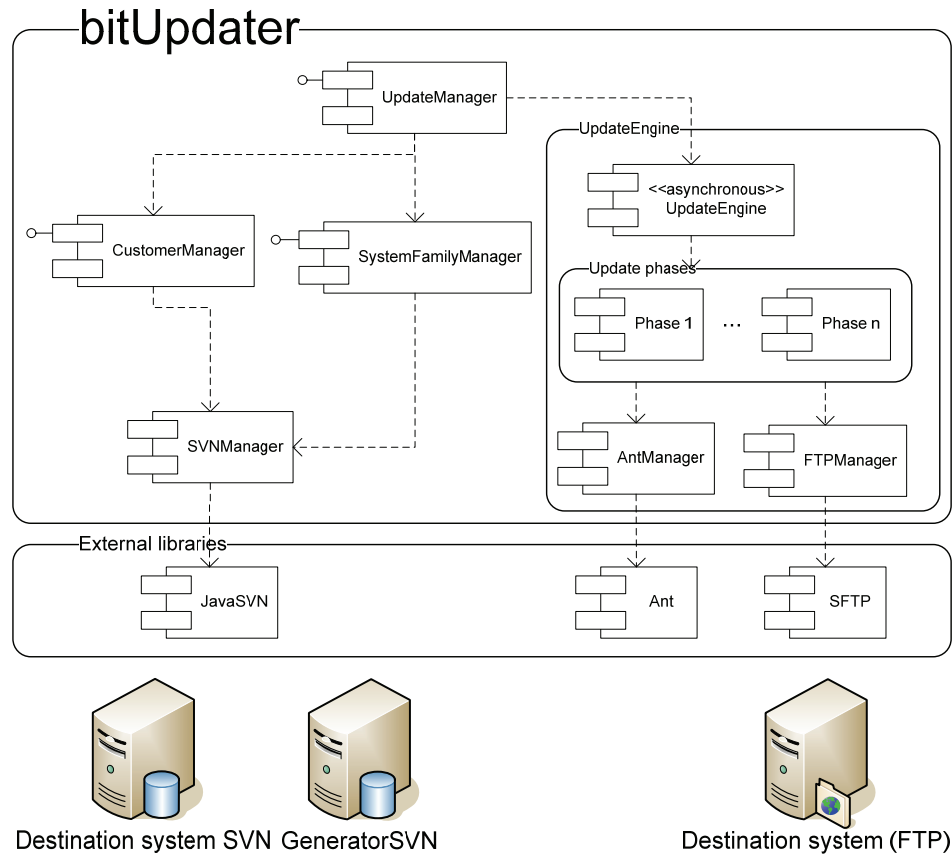 bitUpdater
UpdateManager
UpdateEngine
<<asynchronous>>
UpdateEngine
CustomerManager
SystemFamilyManager
Update phases
Phase 1
...
Phase n
SVNManager
AntManager
FTPManager
External libraries
JavaSVN
Ant
SFTP
Destination system SVN
GeneratorSVN
Destination system (FTP)